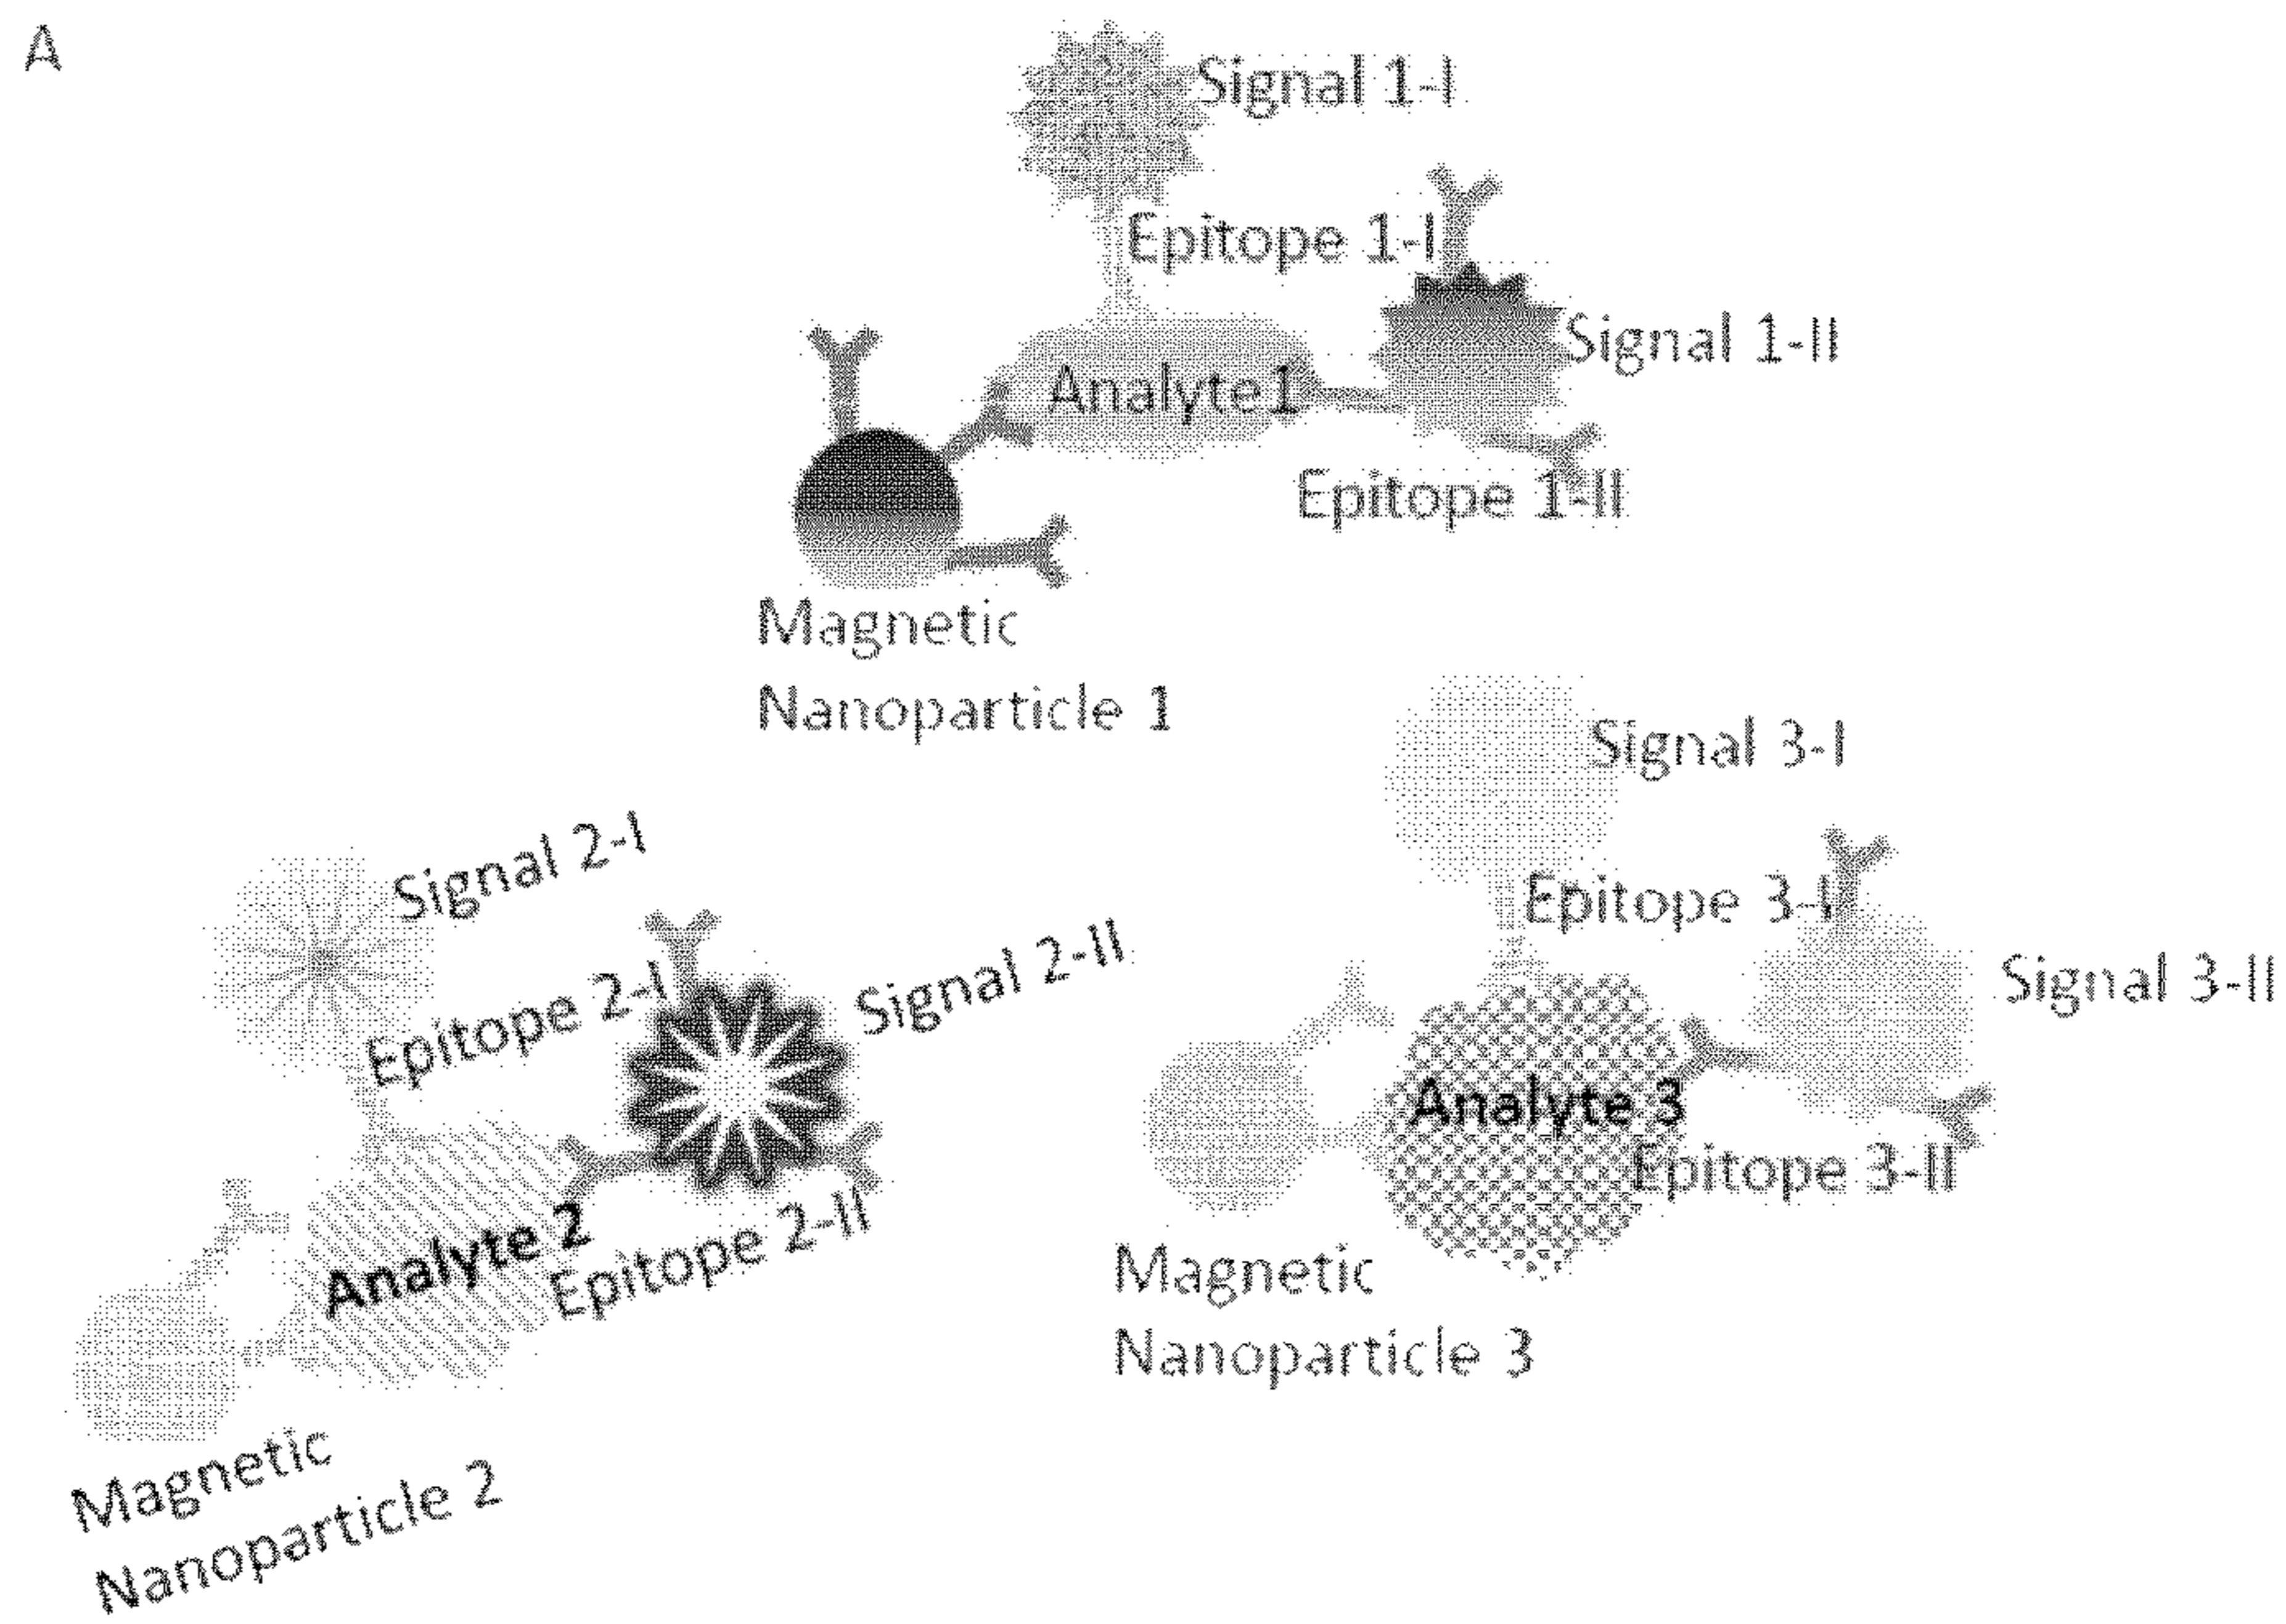 A
Signal 1-I
Epitope 1-I
Signal 1-II
Analyte1
Epitope 1-II
Magnetic
Nanoparticle 1
Signal 2-I
Epitope 2-I
Signal 2-II
Analyte 2
Epitope 2-II
Magnetic
Nanoparticle 2
Signal 3-I
Epitope 3-I
Signal 3-II
Analyte 3
Epitope 3-II
Magnetic
Nanoparticle 3